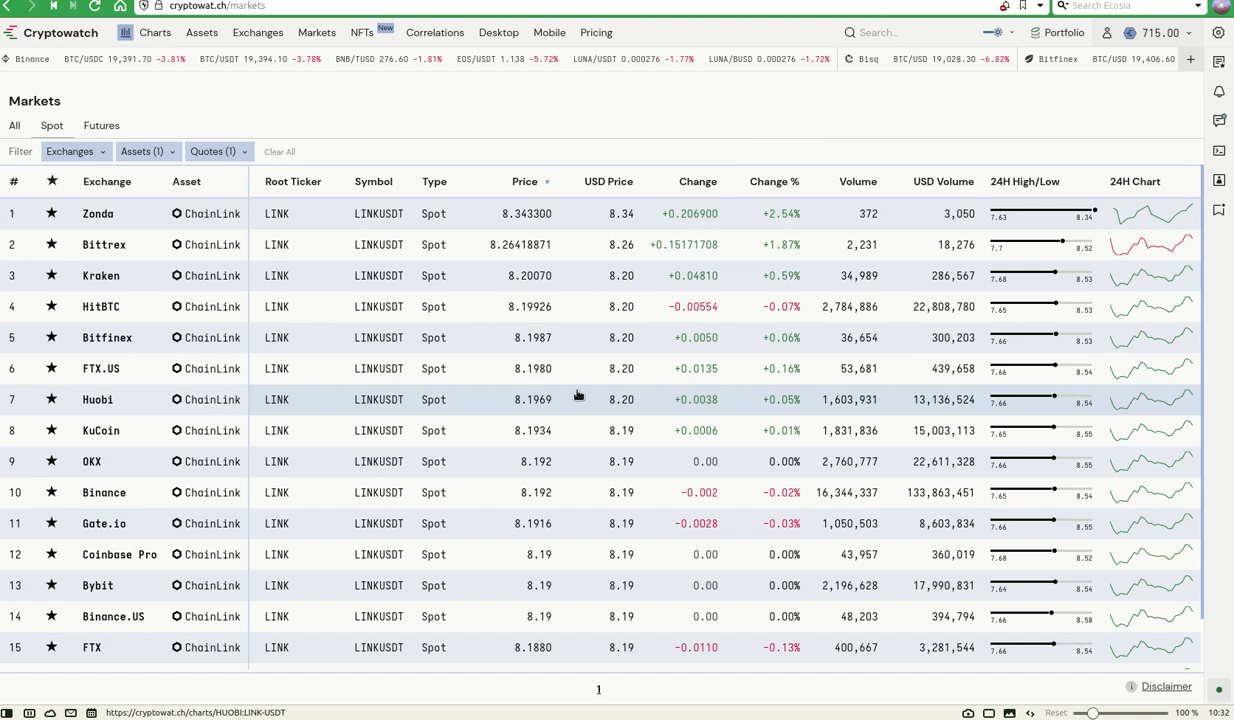 cryptowat.ch/markets Search Ecosia
Cryptowatch Charts Assets Exchanges Markets NFTs New Correlations Desktop Mobile Pricing Search... Portfolio 715.00
Binance BTC/USDC 19,391.70 -3.81% BTC/USDT 19,394.10 -3.78% BNB/TUSD 276.60 -1.81% EOS/USDT 1.138 -5.72% LUNA/USDT 0.000276 -1.77% LUNA/BUSD 0.000276 -1.72% Bisq BTC/USD 19,028.30 -6.82% Bitfinex BTC/USD 19,406.60 +
Markets
All Spot Futures
Filter Exchanges Assets (1) Quotes (1) Clear All
# ★ Exchange Asset Root Ticker Symbol Type Price ▼ USD Price Change Change % Volume USD Volume 24H High/Low 24H Chart
1 ★ Zonda ChainLink LINK LINKUSDT Spot 8.343300 8.34 +0.206900 +2.54% 372 3,050 7.63 8.34
2 ★ Bittrex ChainLink LINK LINKUSDT Spot 8.26418871 8.26 +0.15171708 +1.87% 2,231 18,276 7.7 8.52
3 ★ Kraken ChainLink LINK LINKUSDT Spot 8.20070 8.20 +0.04810 +0.59% 34,989 286,567 7.68 8.53
4 ★ HitBTC ChainLink LINK LINKUSDT Spot 8.19926 8.20 -0.00554 -0.07% 2,784,886 22,808,780 7.65 8.53
5 ★ Bitfinex ChainLink LINK LINKUSDT Spot 8.1987 8.20 +0.0050 +0.06% 36,654 300,203 7.66 8.53
6 ★ FTX.US ChainLink LINK LINKUSDT Spot 8.1980 8.20 +0.0135 +0.16% 53,681 439,658 7.66 8.54
7 ★ Huobi ChainLink LINK LINKUSDT Spot 8.1969 8.20 +0.0038 +0.05% 1,603,931 13,136,524 7.66 8.54
8 ★ KuCoin ChainLink LINK LINKUSDT Spot 8.1934 8.19 +0.0006 +0.01% 1,831,836 15,003,113 7.65 8.55
9 ★ OKX ChainLink LINK LINKUSDT Spot 8.192 8.19 0.00 0.00% 2,760,777 22,611,328 7.66 8.55
10 ★ Binance ChainLink LINK LINKUSDT Spot 8.192 8.19 -0.002 -0.02% 16,344,337 133,863,451 7.65 8.54
11 ★ Gate.io ChainLink LINK LINKUSDT Spot 8.1916 8.19 -0.0028 -0.03% 1,050,503 8,603,834 7.66 8.55
12 ★ Coinbase Pro ChainLink LINK LINKUSDT Spot 8.19 8.19 0.00 0.00% 43,957 360,019 7.68 8.52
13 ★ Bybit ChainLink LINK LINKUSDT Spot 8.19 8.19 0.00 0.00% 2,196,628 17,990,831 7.64 8.54
14 ★ Binance.US ChainLink LINK LINKUSDT Spot 8.19 8.19 0.00 0.00% 48,203 394,794 7.66 8.58
15 ★ FTX ChainLink LINK LINKUSDT Spot 8.1880 8.19 -0.0110 -0.13% 400,667 3,281,544 7.66 8.54
1 Disclaimer
https://cryptowat.ch/charts/HUOBI:LINK-USDT Reset 100 % 10:32